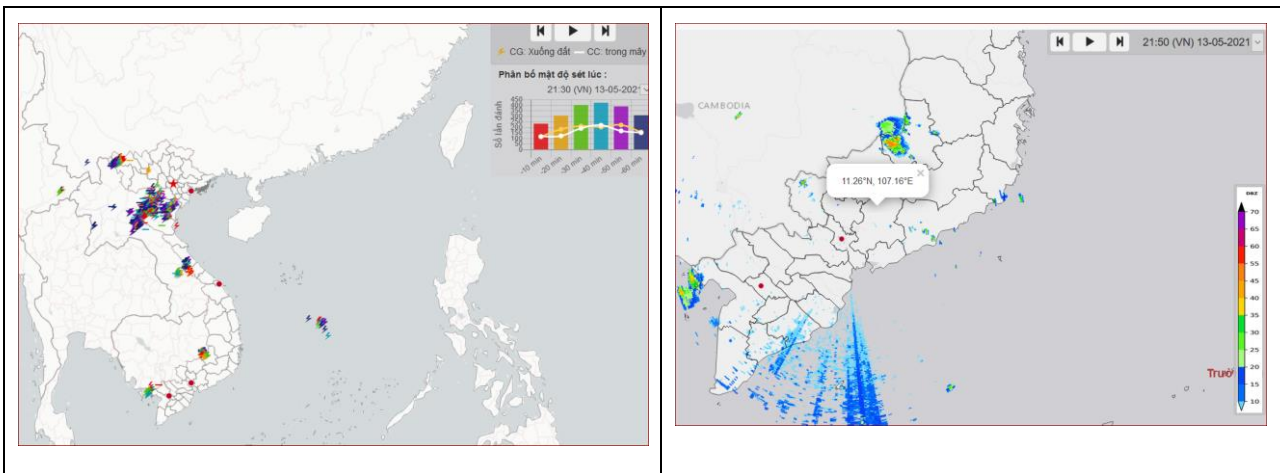 CG: Xuống đất CC: trong mây
Phân bố mật độ sét lúc :
21:30 (VN) 13-05-2021
Số lần đánh
450
400
350
300
250
200
150
100
50
0
-10 min -20 min -30 min -40 min -50 min -60 min
21:50 (VN) 13-05-2021
CAMBODIA
11.26°N, 107.16°E
DBZ
70
65
60
55
50
45
40
35
30
25
20
15
10
Trườ